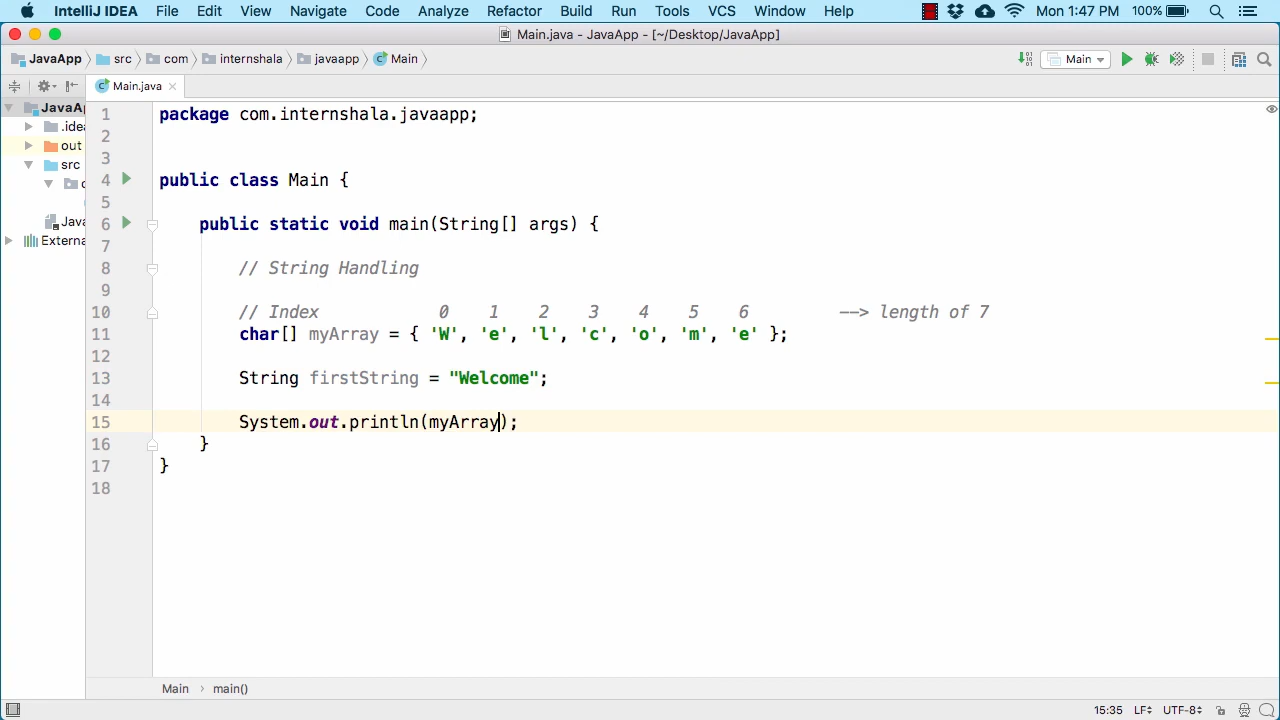 IntelliJ IDEA File Edit View Navigate Code Analyze Refactor Build Run Tools VCS Window Help Mon 1:47 PM 100%
Main.java - JavaApp - [~/Desktop/JavaApp]
JavaApp src com internshala javaapp Main Main
Main.java
JavaAp
.idea
out
src
Java
Externa
1 package com.internshala.javaapp;
2
3
4 public class Main {
5
6 public static void main(String[] args) {
7
8 // String Handling
9
10 // Index 0 1 2 3 4 5 6 --> length of 7
11 char[] myArray = { 'W', 'e', 'l', 'c', 'o', 'm', 'e' };
12
13 String firstString = "Welcome";
14
15 System.out.println(myArray);
16 }
17 }
18
Main › main()
15:35 LF UTF-8